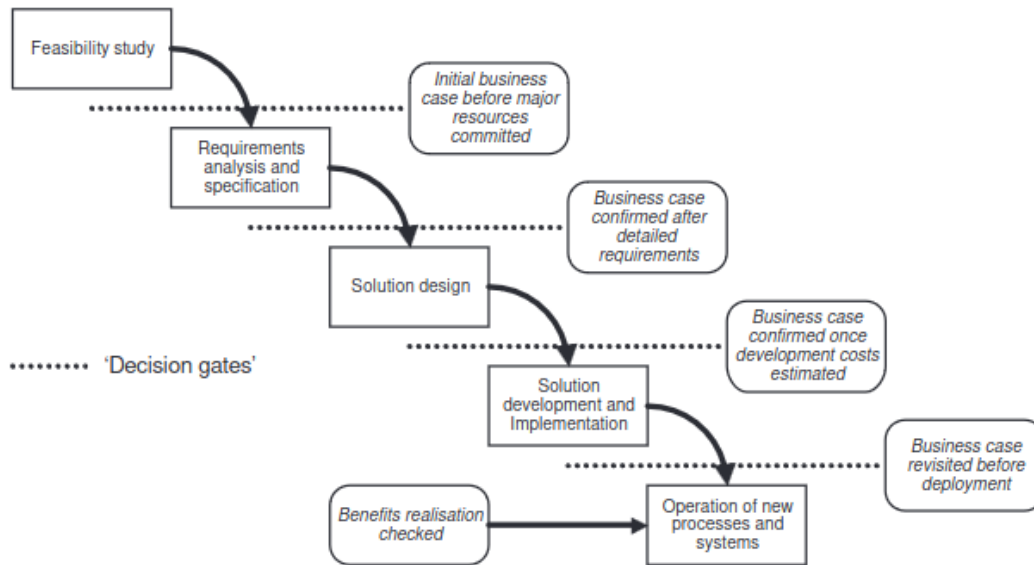 Feasibility study
Initial business
case before major
resources
committed
Requirements
analysis and
specification
Business case
confirmed after
detailed
requirements
Solution design
Business case
confirmed once
development costs
estimated
'Decision gates'
Solution
development and
Implementation
Business case
revisited before
deployment
Benefits realisation
checked
Operation of new
processes and
systems